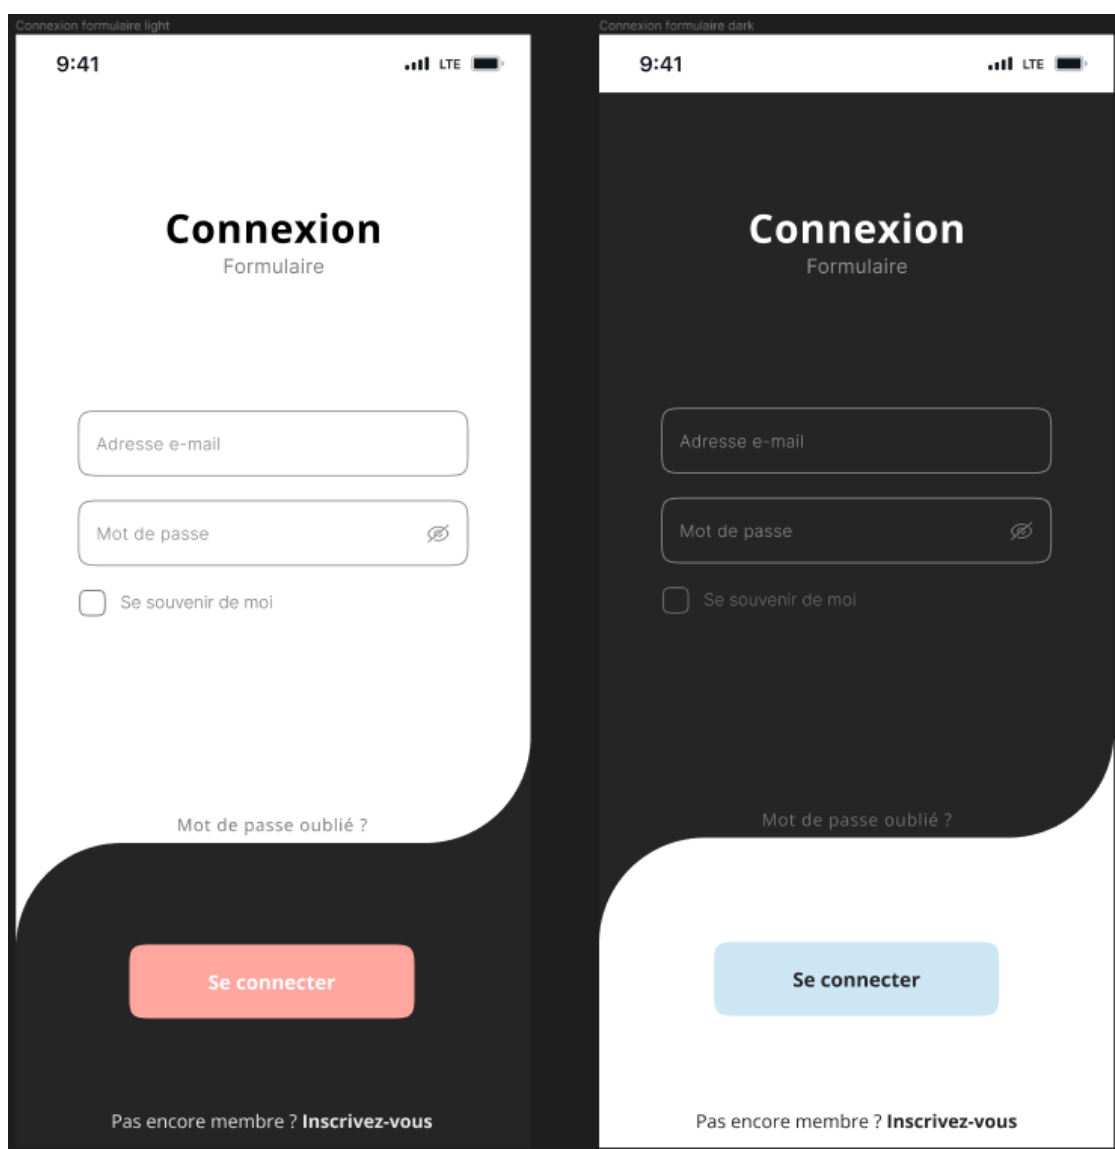 Connexion formulaire light
9:41
LTE
Connexion
Formulaire
Adresse e-mail
Mot de passe
Se souvenir de moi
Mot de passe oublié ?
Se connecter
Pas encore membre ? Inscrivez-vous
Connexion formulaire dark
9:41
LTE
Connexion
Formulaire
Adresse e-mail
Mot de passe
Se souvenir de moi
Mot de passe oublié ?
Se connecter
Pas encore membre ? Inscrivez-vous